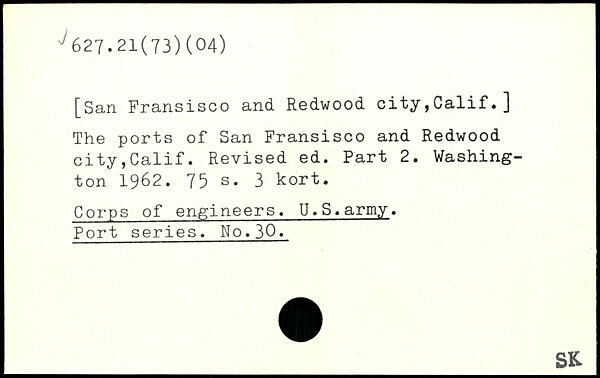 627.21(73)(04)
[San Fransisco and Redwood city,Calif.]
The ports of San Fransisco and Redwood
city,Calif. Revised ed. Part 2. Washing-
ton 1962. 75 s. 3 kort.
Corps of engineers. U.S.army.
Port series. No.30.
SK